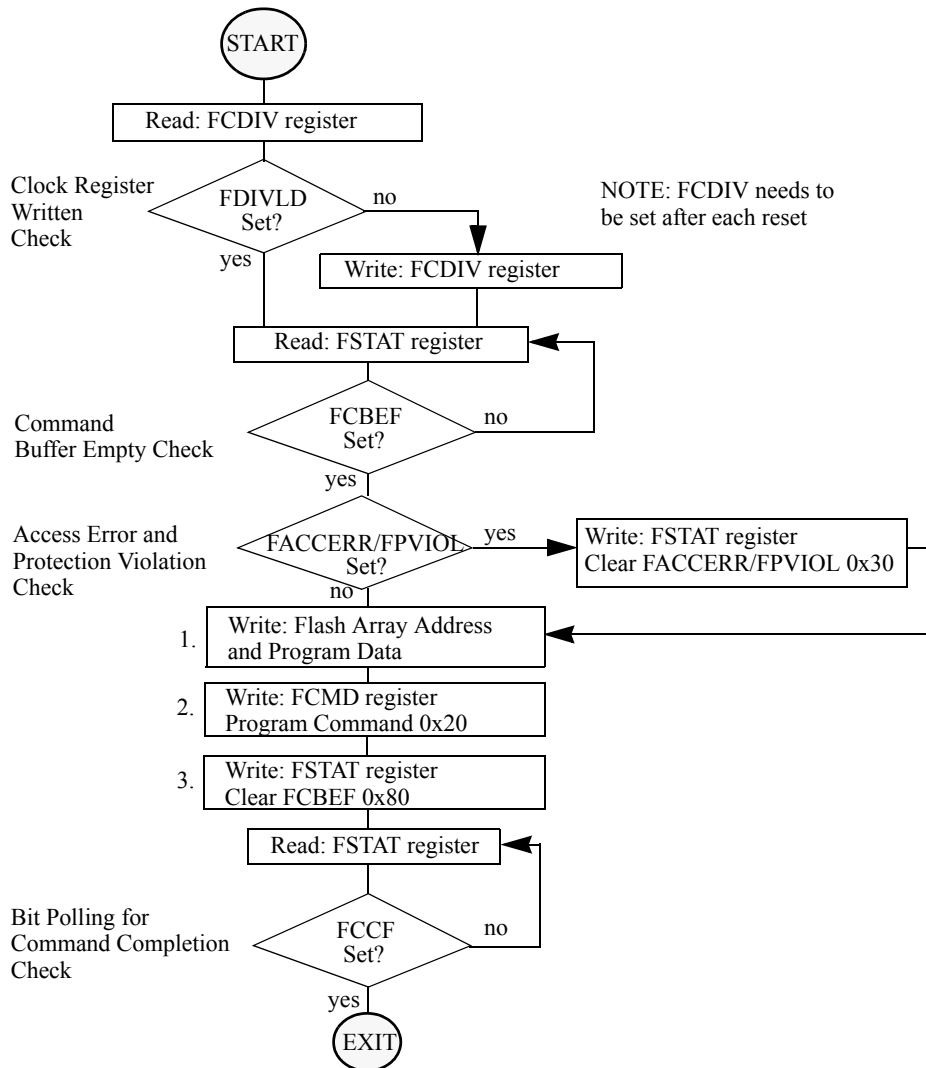 START
Read: FCDIV register
Clock Register
Written
Check
FDIVLD
Set?
no
yes
NOTE: FCDIV needs to
be set after each reset
Write: FCDIV register
Read: FSTAT register
Command
Buffer Empty Check
FCBEF
Set?
no
yes
Access Error and
Protection Violation
Check
FACCERR/FPVIOL
Set?
yes
no
Write: FSTAT register
Clear FACCERR/FPVIOL 0x30
1.
Write: Flash Array Address
and Program Data
2.
Write: FCMD register
Program Command 0x20
3.
Write: FSTAT register
Clear FCBEF 0x80
Read: FSTAT register
Bit Polling for
Command Completion
Check
FCCF
Set?
no
yes
EXIT